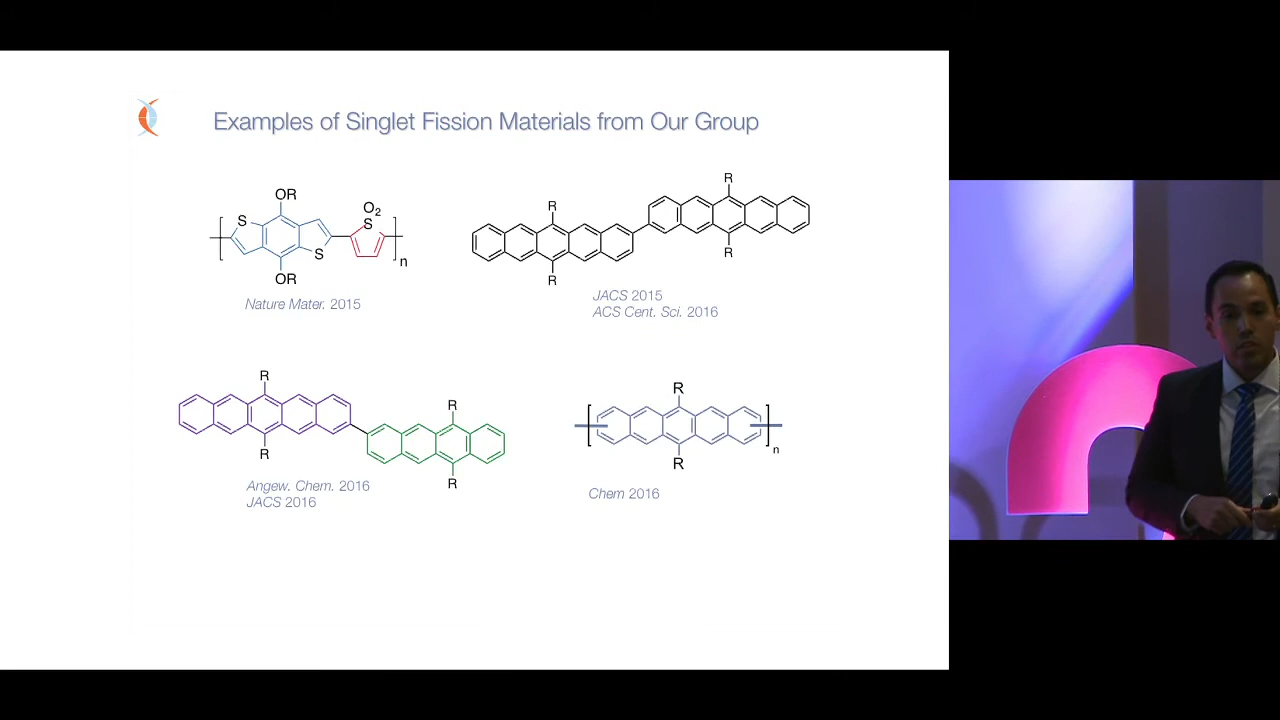 Examples of Singlet Fission Materials from Our Group
OR
S
O2
S
S
n
OR
Nature Mater. 2015
R
R
R
R
JACS 2015
ACS Cent. Sci. 2016
R
R
R
R
Angew. Chem. 2016
JACS 2016
R
R
n
Chem 2016